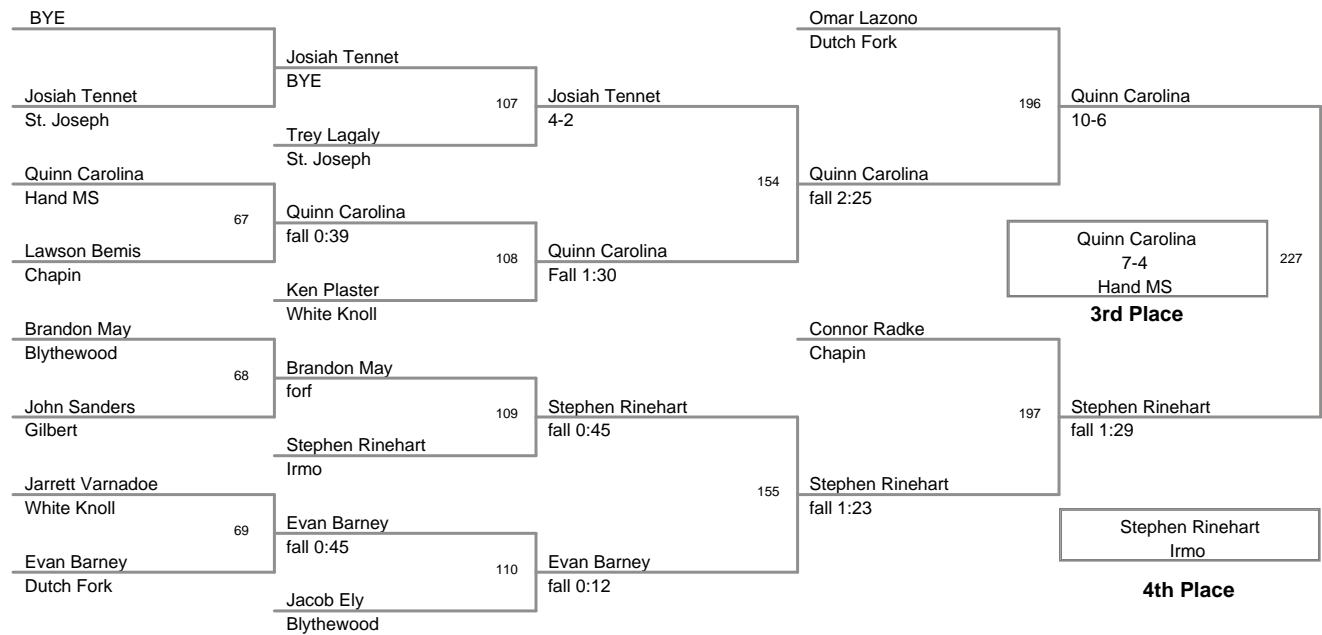 BYE
Josiah Tennet
St. Joseph
Quinn Carolina
Hand MS
67
Lawson Bemis
Chapin
Brandon May
Blythewood
68
John Sanders
Gilbert
Jarrett Varnadoe
White Knoll
69
Evan Barney
Dutch Fork
Josiah Tennet
BYE
107
Trey Lagaly
St. Joseph
Quinn Carolina
fall 0:39
108
Ken Plaster
White Knoll
Brandon May
forf
109
Stephen Rinehart
Irmo
Evan Barney
fall 0:45
110
Jacob Ely
Blythewood
Josiah Tennet
4-2
154
Quinn Carolina
Fall 1:30
Stephen Rinehart
fall 0:45
155
Evan Barney
fall 0:12
Omar Lazono
Dutch Fork
196
Quinn Carolina
fall 2:25
Connor Radke
Chapin
197
Stephen Rinehart
fall 1:23
Quinn Carolina
10-6
Quinn Carolina
7-4
Hand MS
227
3rd Place
Stephen Rinehart
fall 1:29
Stephen Rinehart
Irmo
4th Place